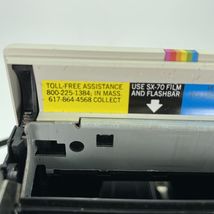 TOLL-FREE ASSISTANCE
800-225-1384, IN MASS.
617-864-4568 COLLECT
USE SX-70 FILM
AND FLASHBAR